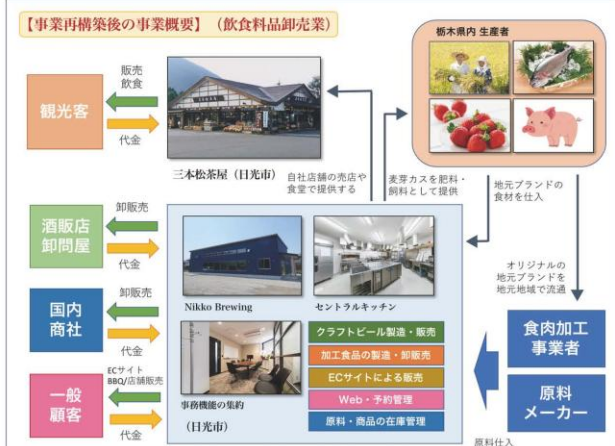 【事業再構築後の事業概要】（飲食料品卸売業）
栃木県内 生産者
観光客
販売
飲食
代金
三本松茶屋（日光市）
自社店舗の売店や
食堂で提供する
麦芽カスを肥料・
飼料として提供
地元ブランドの
食材を仕入
オリジナルの
地元ブランドを
地元地域で流通
酒販店
卸問屋
卸販売
代金
国内
商社
卸販売
代金
一般
顧客
ECサイト
BBQ/店舗販売
代金
Nikko Brewing
セントラルキッチン
事務機能の集約
（日光市）
クラフトビール製造・販売
加工食品の製造・卸販売
ECサイトによる販売
Web・予約管理
原料・商品の在庫管理
食肉加工
事業者
原料
メーカー
原料仕入